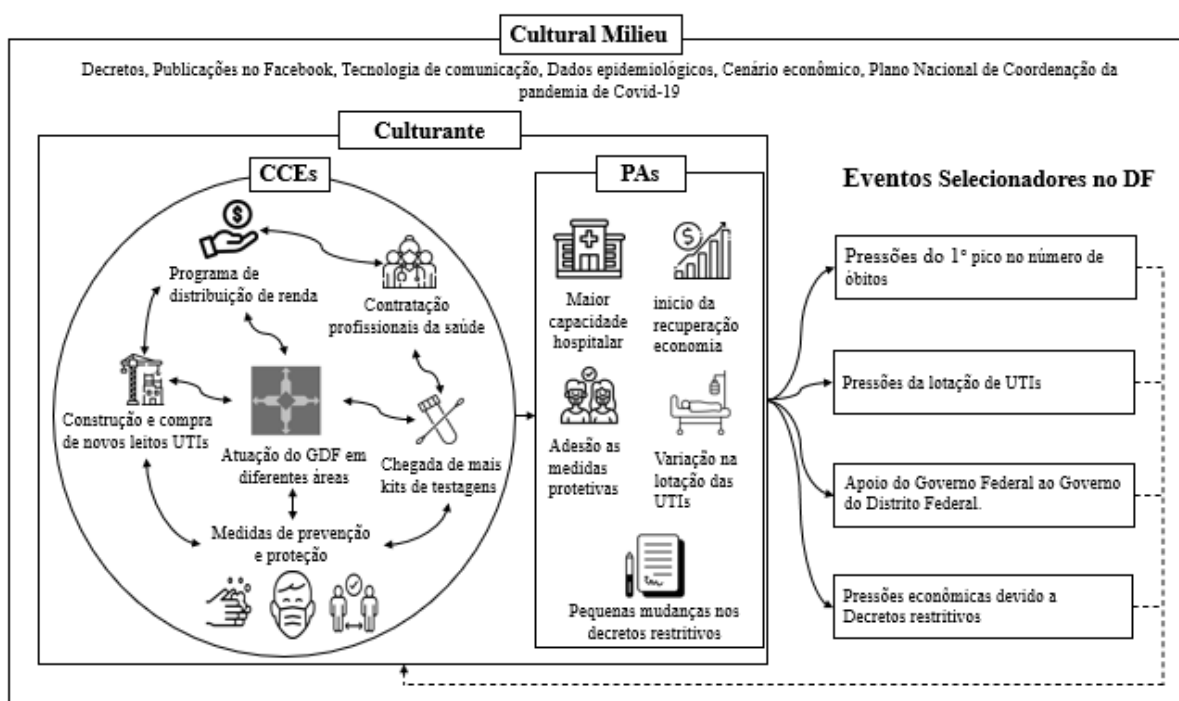 Cultural Milieu
Decretos, Publicações no Facebook, Tecnologia de comunicação, Dados epidemiológicos, Cenário econômico, Plano Nacional de Coordenação da
pandemia de Covid-19
Culturante
CCEs
Programa de
distribuição de renda
Contratação
profissionais da saúde
Construção e compra
de novos leitos UTIs
Atuação do GDF em
diferentes áreas
Chegada de mais
kits de testagens
Medidas de prevenção
e proteção
PAs
Maior
capacidade
hospitalar
inicio da
recuperação
economia
Adesão as
medidas
protetivas
Variação na
lotação das
UTIs
Pequenas mudanças nos
decretos restritivos
Eventos Selecionadores no DF
Pressões do 1° pico no número de
óbitos
Pressões da lotação de UTIs
Apoio do Governo Federal ao Governo
do Distrito Federal.
Pressões econômicas devido a
Decretos restritivos